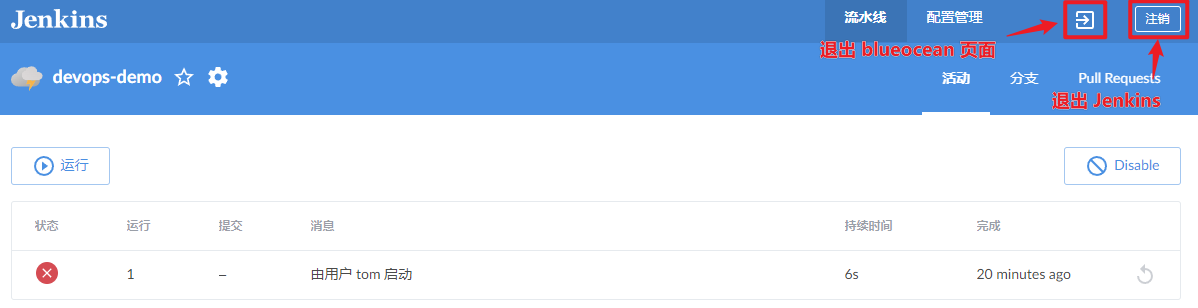 Jenkins
流水线
配置管理
注销
退出 blueocean 页面
devops-demo
活动
分支
Pull Requests
退出 Jenkins
运行
Disable
状态 运行 提交 消息 持续时间 完成
1 – 由用户 tom 启动 6s 20 minutes ago